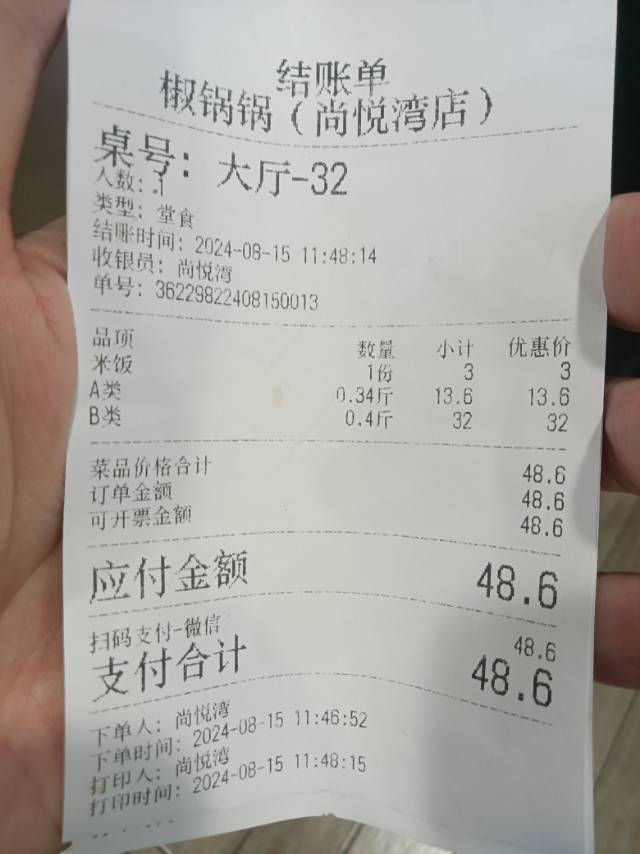 结账单
椒锅锅（尚悦湾店）
桌号：大厅-32
人数：1
类型：堂食
结账时间：2024-08-15 11:48:14
收银员：尚悦湾
单号：36229822408150013
品项 数量 小计 优惠价
米饭 1份 3 3
A类 0.34斤 13.6 13.6
B类 0.4斤 32 32
菜品价格合计 48.6
订单金额 48.6
可开票金额 48.6
应付金额 48.6
扫码支付-微信 48.6
支付合计 48.6
下单人：尚悦湾
下单时间：2024-08-15 11:46:52
打印人：尚悦湾
打印时间：2024-08-15 11:48:15